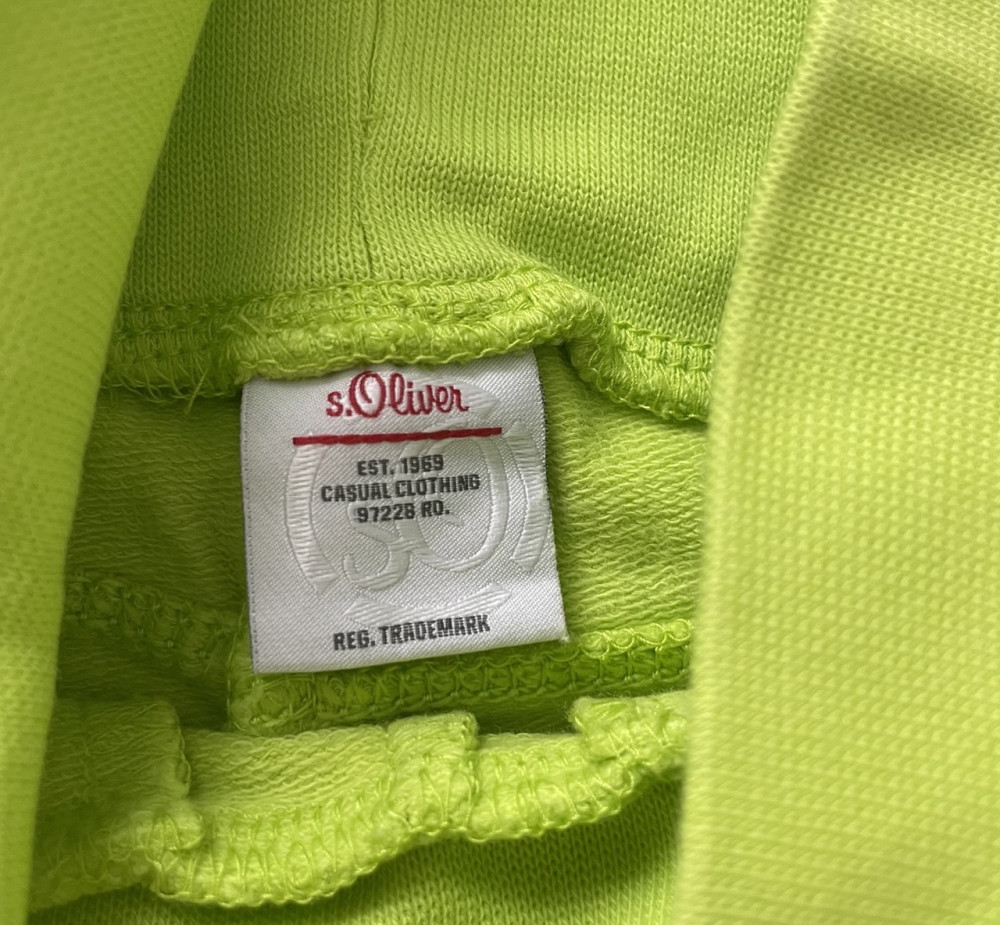 s.Oliver
EST. 1969
CASUAL CLOTHING
97228 RO.
REG. TRADEMARK